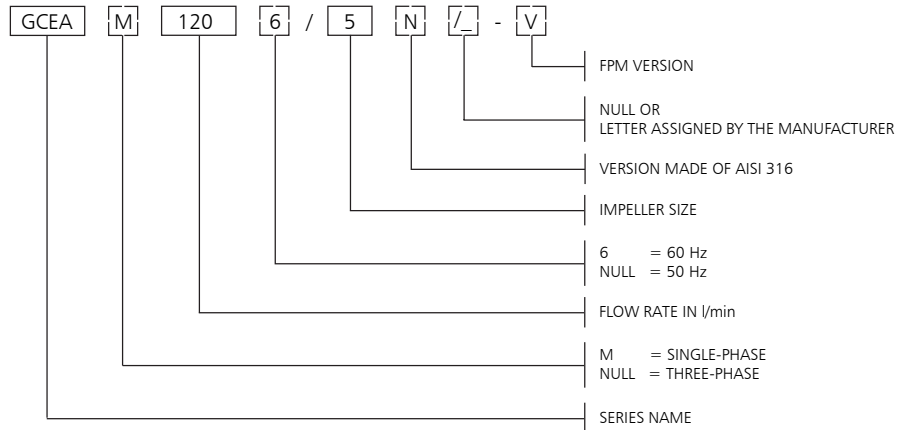 GCEA M 120 6 / 5 N /_ - V
FPM VERSION
NULL OR
LETTER ASSIGNED BY THE MANUFACTURER
VERSION MADE OF AISI 316
IMPELLER SIZE
6 = 60 Hz
NULL = 50 Hz
FLOW RATE IN l/min
M = SINGLE-PHASE
NULL = THREE-PHASE
SERIES NAME